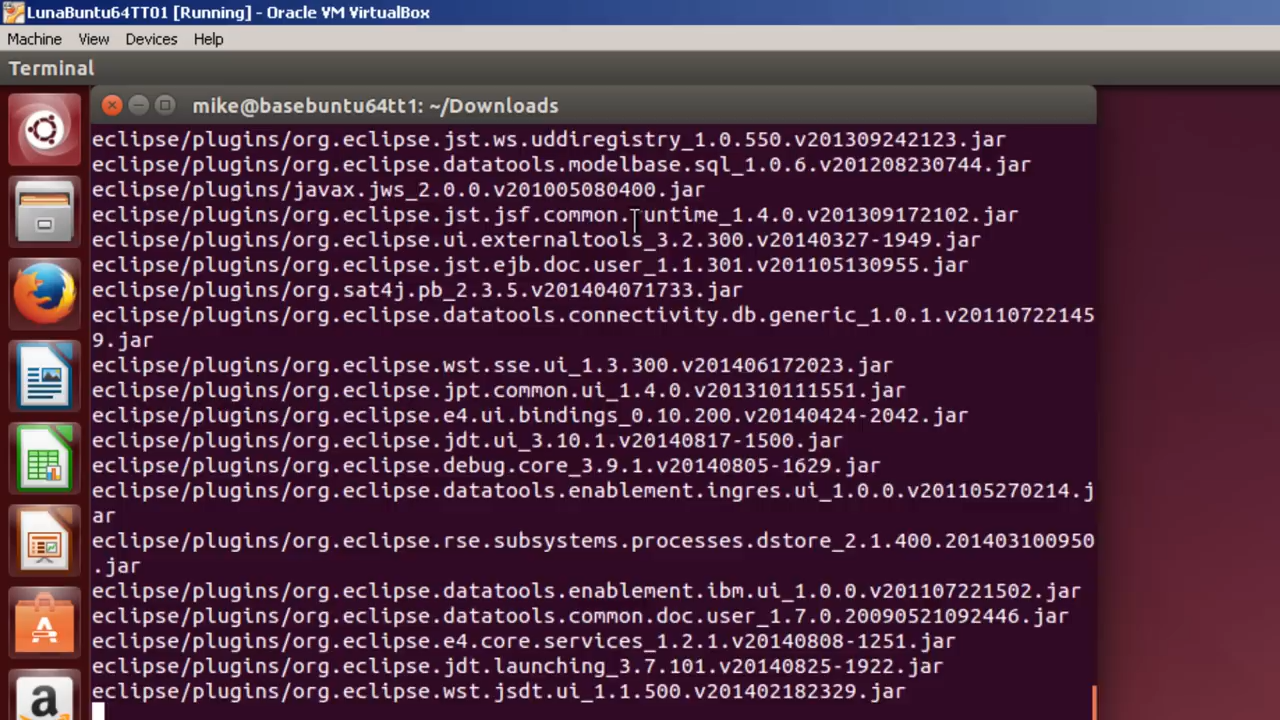 LunaBuntu64TT01 [Running] - Oracle VM VirtualBox
Machine View Devices Help
Terminal
mike@basebuntu64tt1: ~/Downloads
eclipse/plugins/org.eclipse.jst.ws.uddiregistry_1.0.550.v201309242123.jar
eclipse/plugins/org.eclipse.datatools.modelbase.sql_1.0.6.v201208230744.jar
eclipse/plugins/javax.jws_2.0.0.v201005080400.jar
eclipse/plugins/org.eclipse.jst.jsf.common.runtime_1.4.0.v201309172102.jar
eclipse/plugins/org.eclipse.ui.externaltools_3.2.300.v20140327-1949.jar
eclipse/plugins/org.eclipse.jst.ejb.doc.user_1.1.301.v201105130955.jar
eclipse/plugins/org.sat4j.pb_2.3.5.v201404071733.jar
eclipse/plugins/org.eclipse.datatools.connectivity.db.generic_1.0.1.v20110722145
9.jar
eclipse/plugins/org.eclipse.wst.sse.ui_1.3.300.v201406172023.jar
eclipse/plugins/org.eclipse.jpt.common.ui_1.4.0.v201310111551.jar
eclipse/plugins/org.eclipse.e4.ui.bindings_0.10.200.v20140424-2042.jar
eclipse/plugins/org.eclipse.jdt.ui_3.10.1.v20140817-1500.jar
eclipse/plugins/org.eclipse.debug.core_3.9.1.v20140805-1629.jar
eclipse/plugins/org.eclipse.datatools.enablement.ingres.ui_1.0.0.v201105270214.j
ar
eclipse/plugins/org.eclipse.rse.subsystems.processes.dstore_2.1.400.201403100950
.jar
eclipse/plugins/org.eclipse.datatools.enablement.ibm.ui_1.0.0.v201107221502.jar
eclipse/plugins/org.eclipse.datatools.common.doc.user_1.7.0.20090521092446.jar
eclipse/plugins/org.eclipse.e4.core.services_1.2.1.v20140808-1251.jar
eclipse/plugins/org.eclipse.jdt.launching_3.7.101.v20140825-1922.jar
eclipse/plugins/org.eclipse.wst.jsdt.ui_1.1.500.v201402182329.jar